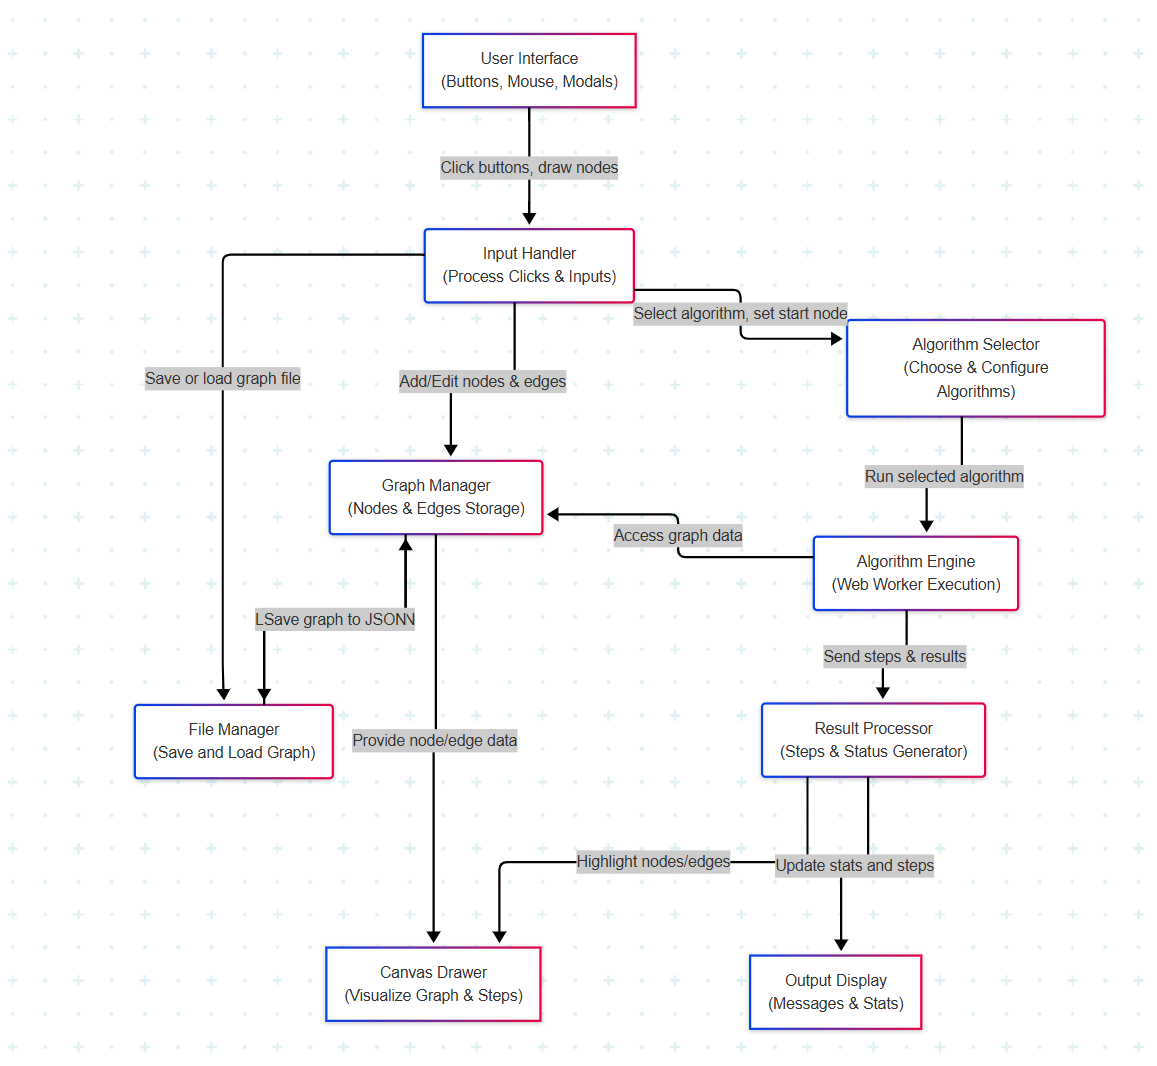 User Interface
(Buttons, Mouse, Modals)
Click buttons, draw nodes
Input Handler
(Process Clicks & Inputs)
Select algorithm, set start node
Algorithm Selector
(Choose & Configure
Algorithms)
Save or load graph file
Add/Edit nodes & edges
Run selected algorithm
Graph Manager
(Nodes & Edges Storage)
Access graph data
Algorithm Engine
(Web Worker Execution)
LSave graph to JSONN
Send steps & results
File Manager
(Save and Load Graph)
Provide node/edge data
Result Processor
(Steps & Status Generator)
Highlight nodes/edges
Update stats and steps
Canvas Drawer
(Visualize Graph & Steps)
Output Display
(Messages & Stats)